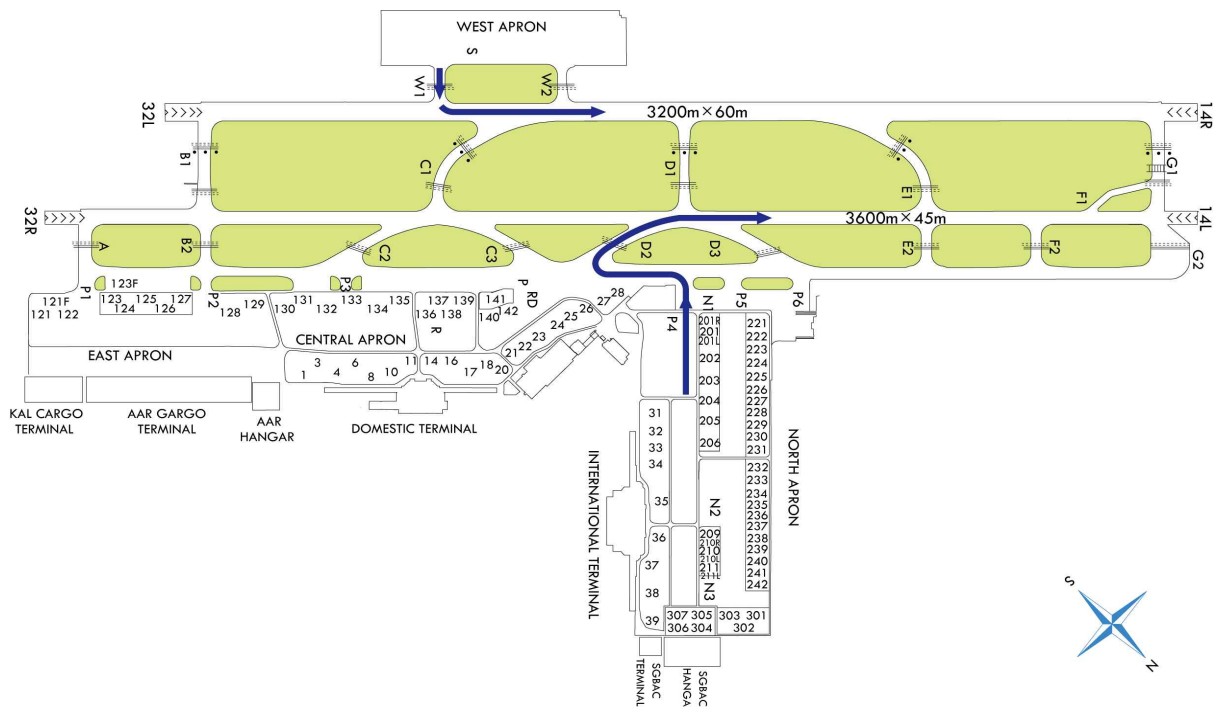 WEST APRON
S
W1
W2
32L
3200m×60m
14R
B1
C1
D1
E1
F1
G1
32R
3600m×45m
14L
A
B2
C2
C3
D2
D3
E2
F2
G2
P1
P2
P3
P
RD
N1
P5
P6
P4
123F
121F
123 125 127
121 122
124 126
128
129
130
131
132
133
134
135
136
137 139
138
R
141
140
142
21 22 23 24 25 26 27 28
EAST APRON
CENTRAL APRON
1 3 4 6 8 10 11
14 16 17 18 20
KAL CARGO
TERMINAL
AAR GARGO
TERMINAL
AAR
HANGAR
DOMESTIC TERMINAL
INTERNATIONAL TERMINAL
31
32
33
34
35
36
37
38
39
201R
201
201L
202
203
204
205
206
N2
209
210R
210
210L
211
211L
N3
221
222
223
224
225
226
227
228
229
230
231
232
233
234
235
236
237
238
239
240
241
242
NORTH APRON
307 305
306 304
303 301
302
SGBAC
TERMINAL
SGBAC
HANGA
S
N